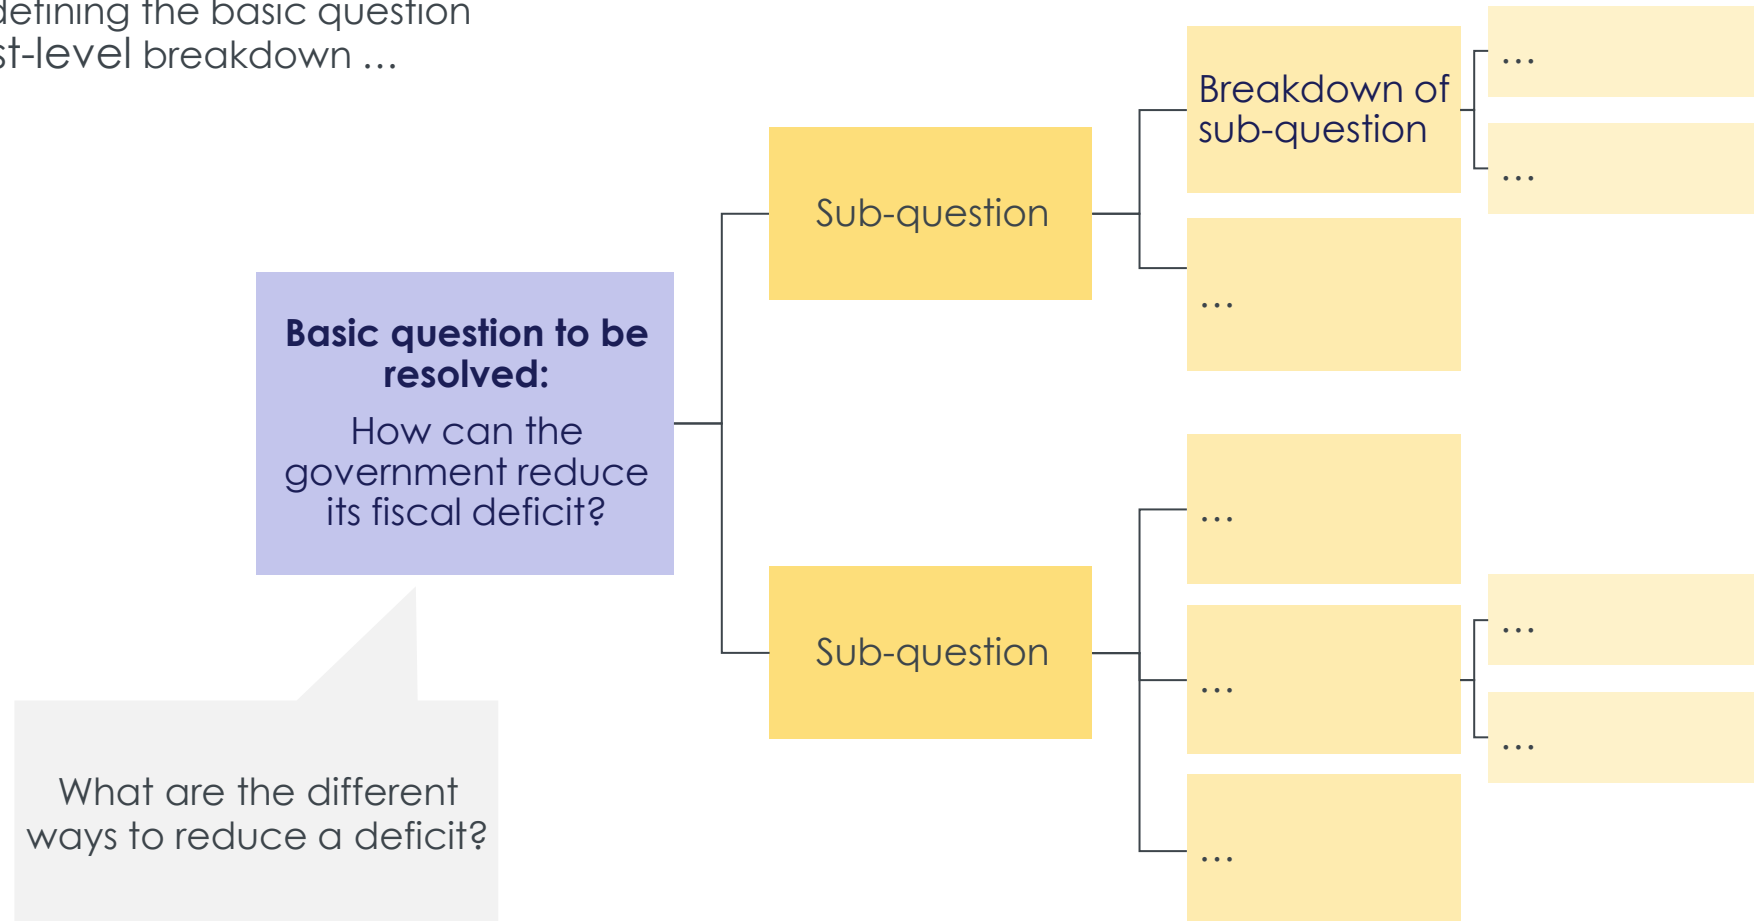 defining the basic question
st-level breakdown …
Breakdown of
sub-question
…
…
Sub-question
…
Basic question to be
resolved:
How can the
government reduce
its fiscal deficit?
…
Sub-question
…
…
…
…
What are the different
ways to reduce a deficit?